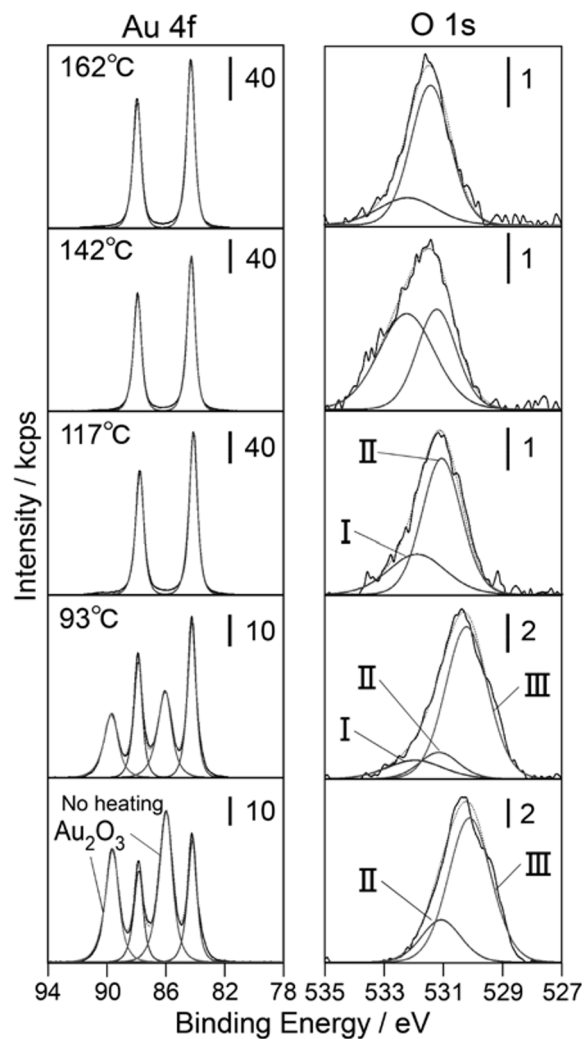 Au 4f
O 1s
162℃
40
1
142℃
40
1
117℃
40
II
I
1
93℃
10
II
I
2
III
No heating
Au₂O₃
10
II
2
III
94 90 86 82 78
535 533 531 529 527
Binding Energy / eV
Intensity / kcps